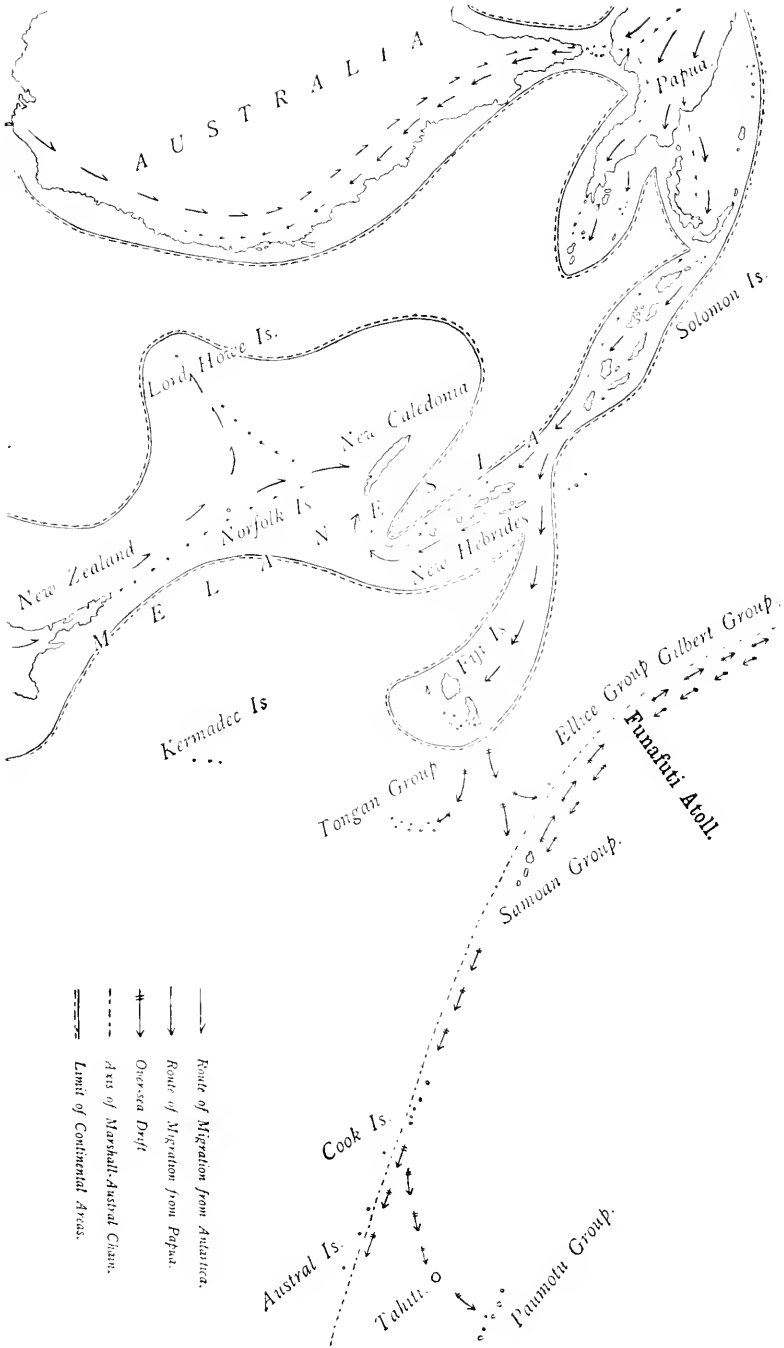 AUSTRALIA
Papua.
Solomon Is.
Lord Howe Is.
New Caledonia
Norfolk Is
New Hebrides
New Zealand
MELANESIA
Fiji Is
Kermadec Is
Tongan Group
Ellice Group
Gilbert Group.
Funafuti Atoll.
Samoan Group.
Cook Is.
Austral Is.
Tahiti.
Paumotu Group.
Route of Migration from Antartica.
Route of Migration from Papua.
Over-sea Drift
Axis of Marshall-Austral Chain.
Limit of Continental Areas.